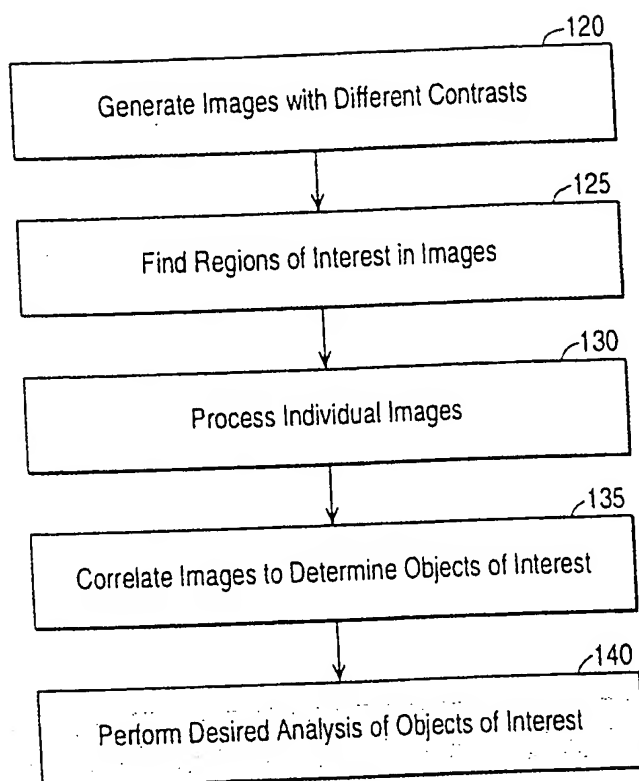 120
Generate Images with Different Contrasts
125
Find Regions of Interest in Images
130
Process Individual Images
135
Correlate Images to Determine Objects of Interest
140
Perform Desired Analysis of Objects of Interest